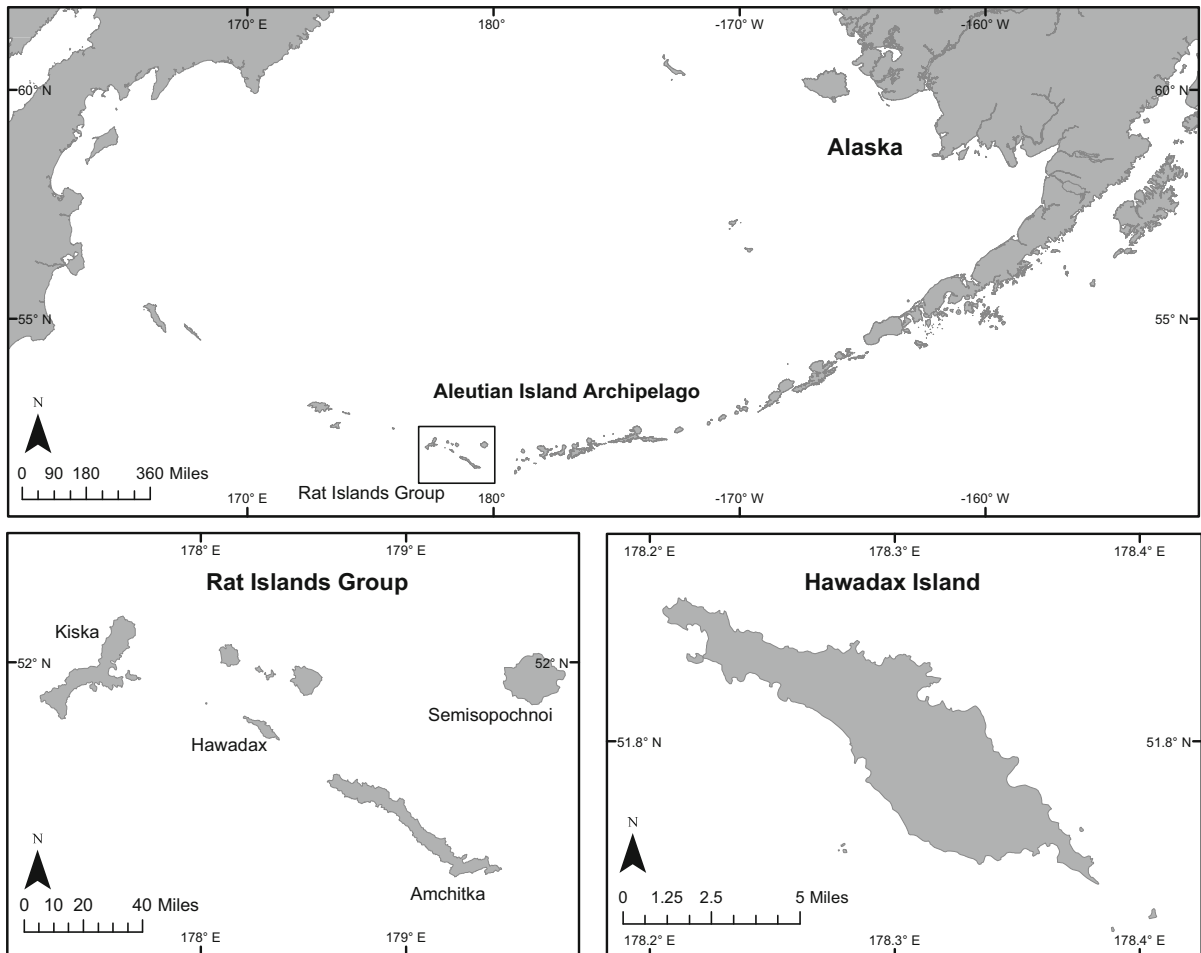 170° E 180° -170° W -160° W
60° N 60° N
Alaska
55° N 55° N
Aleutian Island Archipelago
N
0 90 180 360 Miles
Rat Islands Group
170° E 180° -170° W -160° W
178° E 179° E
Rat Islands Group
Kiska
52° N 52° N
Semisopochnoi
Hawadax
N
Amchitka
0 10 20 40 Miles
178° E 179° E
178.2° E 178.3° E 178.4° E
Hawadax Island
51.8° N 51.8° N
N
0 1.25 2.5 5 Miles
178.2° E 178.3° E 178.4° E